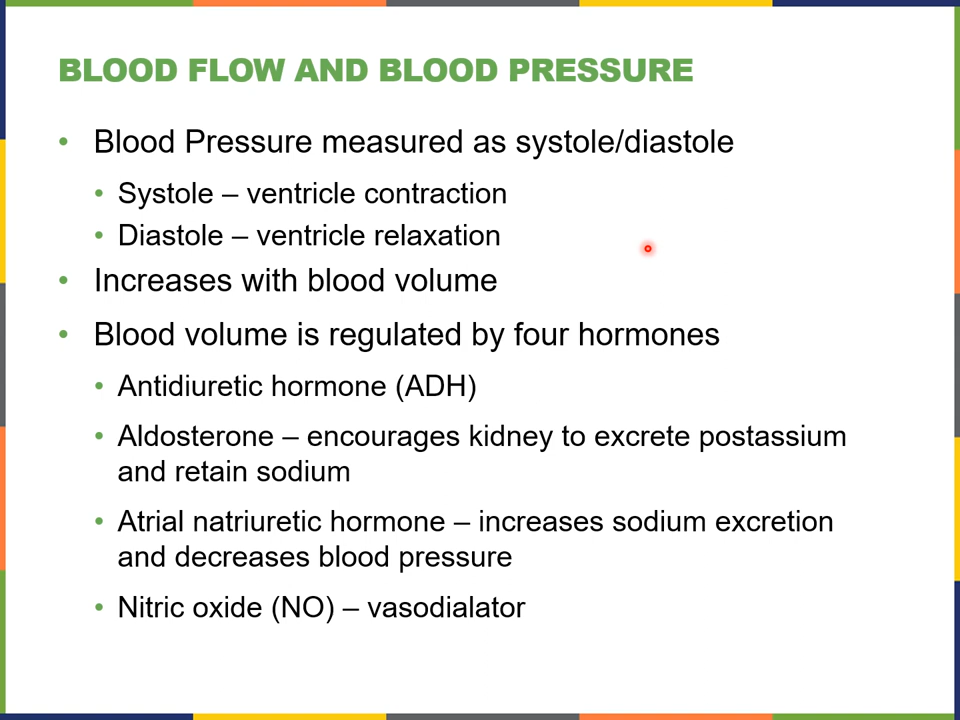 BLOOD FLOW AND BLOOD PRESSURE
• Blood Pressure measured as systole/diastole
• Systole – ventricle contraction
• Diastole – ventricle relaxation
• Increases with blood volume
• Blood volume is regulated by four hormones
• Antidiuretic hormone (ADH)
• Aldosterone – encourages kidney to excrete postassium
and retain sodium
• Atrial natriuretic hormone – increases sodium excretion
and decreases blood pressure
• Nitric oxide (NO) – vasodialator